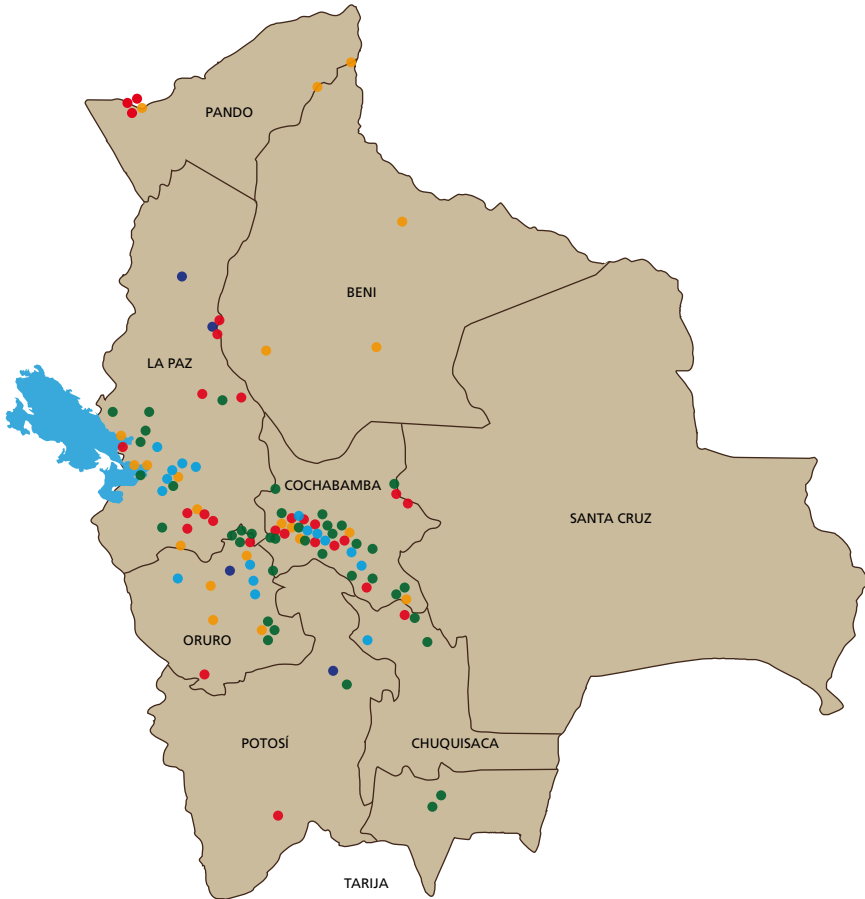 PANDO
BENI
LA PAZ
COCHABAMBA
SANTA CRUZ
ORURO
POTOSÍ
CHUQUISACA
TARIJA